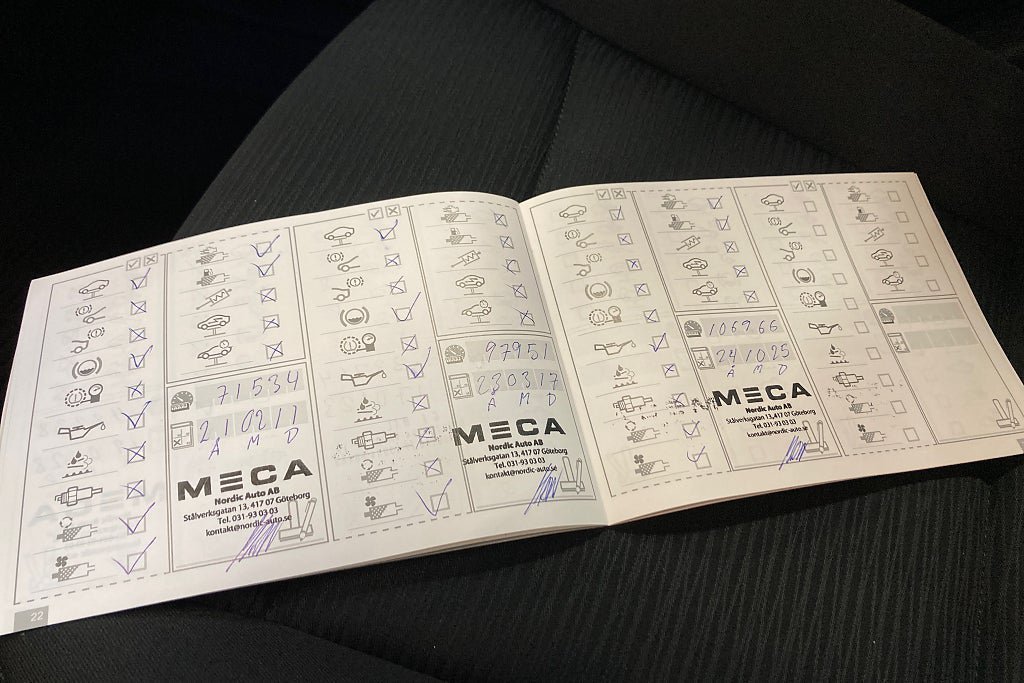 71534
210211
Å M D
MECA
Nordic Auto AB
Stålverksgatan 13, 417 07 Göteborg
Tel. 031-93 03 03
kontakt@nordic-auto.se
22
97951
230317
Å M D
MECA
Nordic Auto AB
Stålverksgatan 13, 417 07 Göteborg
Tel. 031-93 03 03
kontakt@nordic-auto.se
106966
241025
Å M D
MECA
Nordic Auto AB
Stålverksgatan 13, 417 07 Göteborg
Tel. 031-93 03 03
kontakt@nordic-auto.se